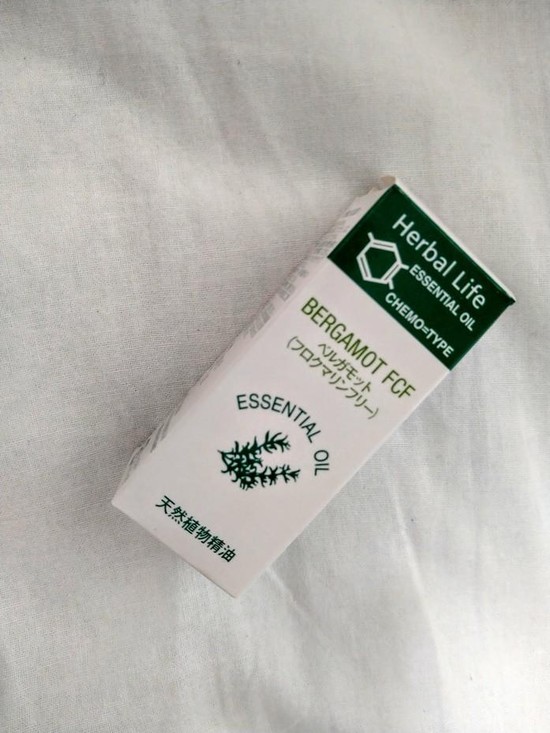 Herbal Life
ESSENTIAL OIL
CHEMO=TYPE
BERGAMOT FCF
ベルガモット
(フロクマリンフリー)
ESSENTIAL OIL
天然植物精油